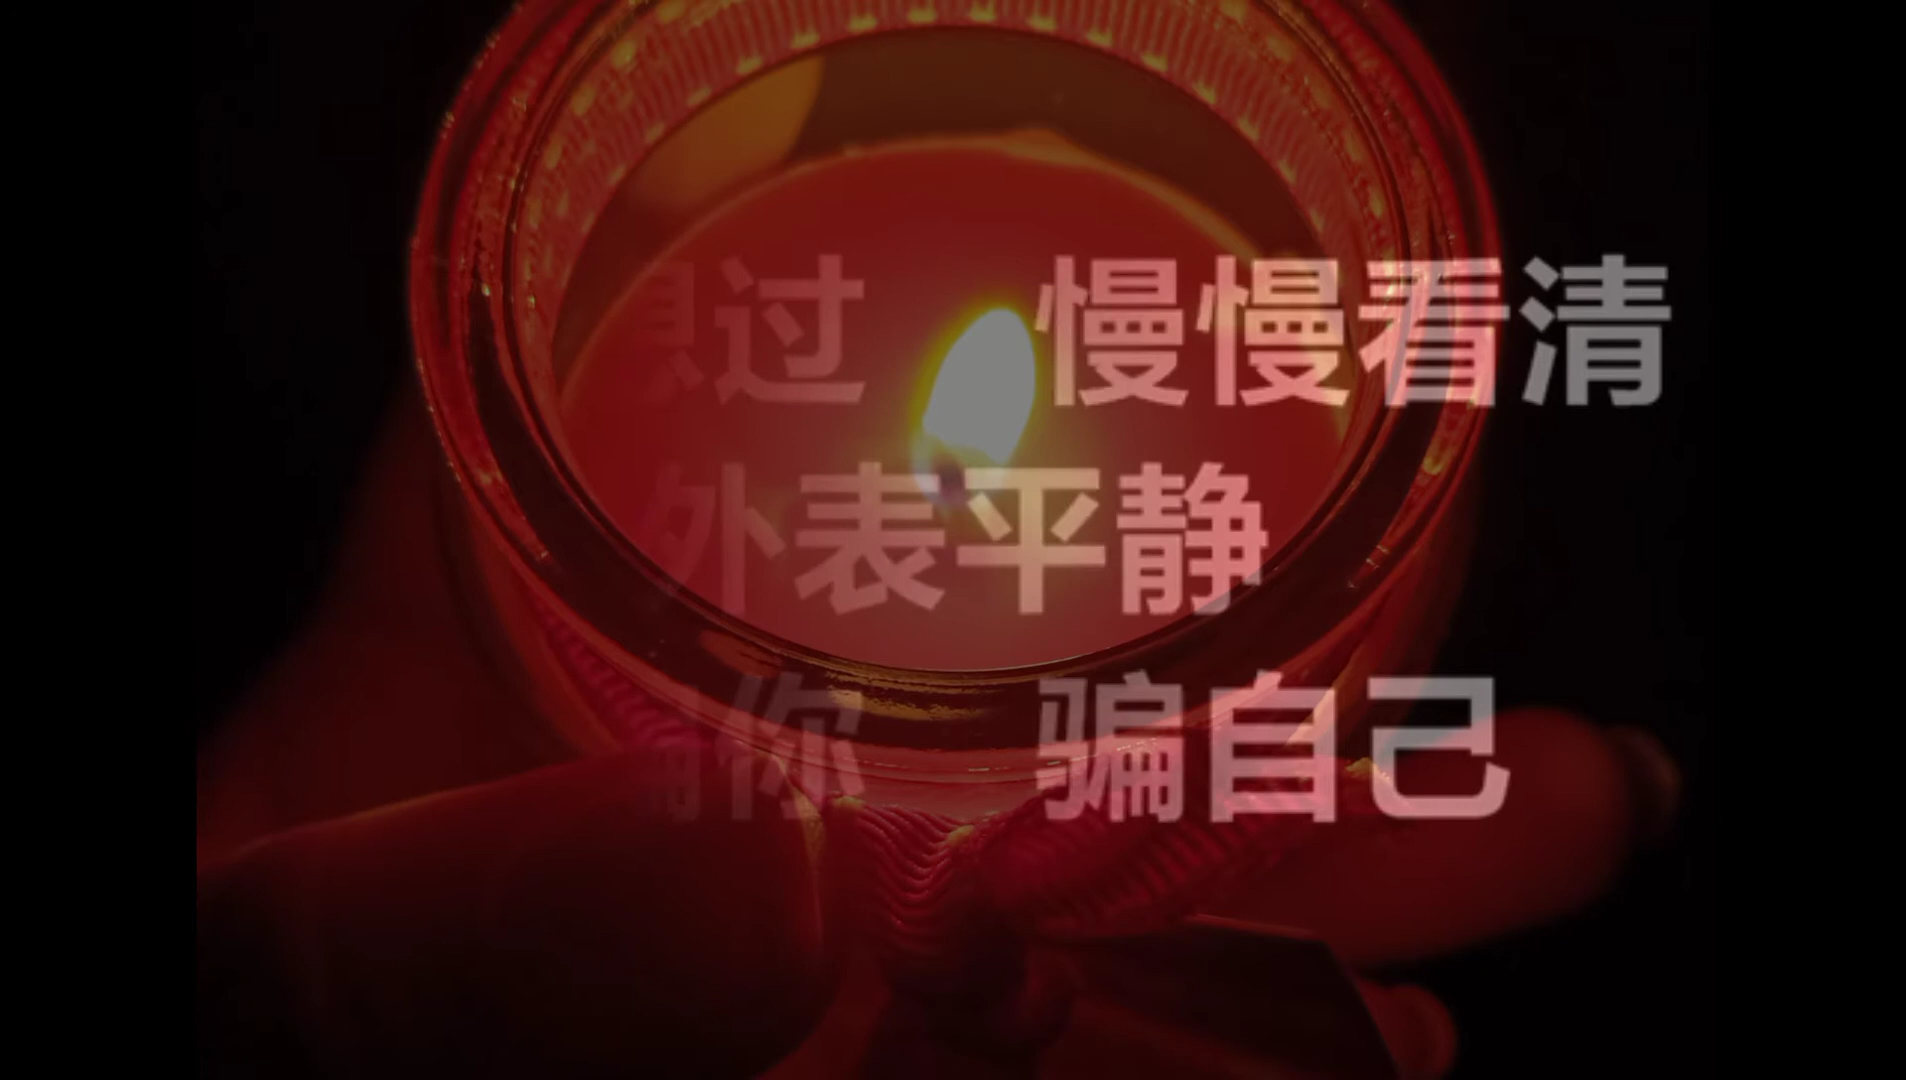 过 慢慢看清
外表平静
你 骗自己